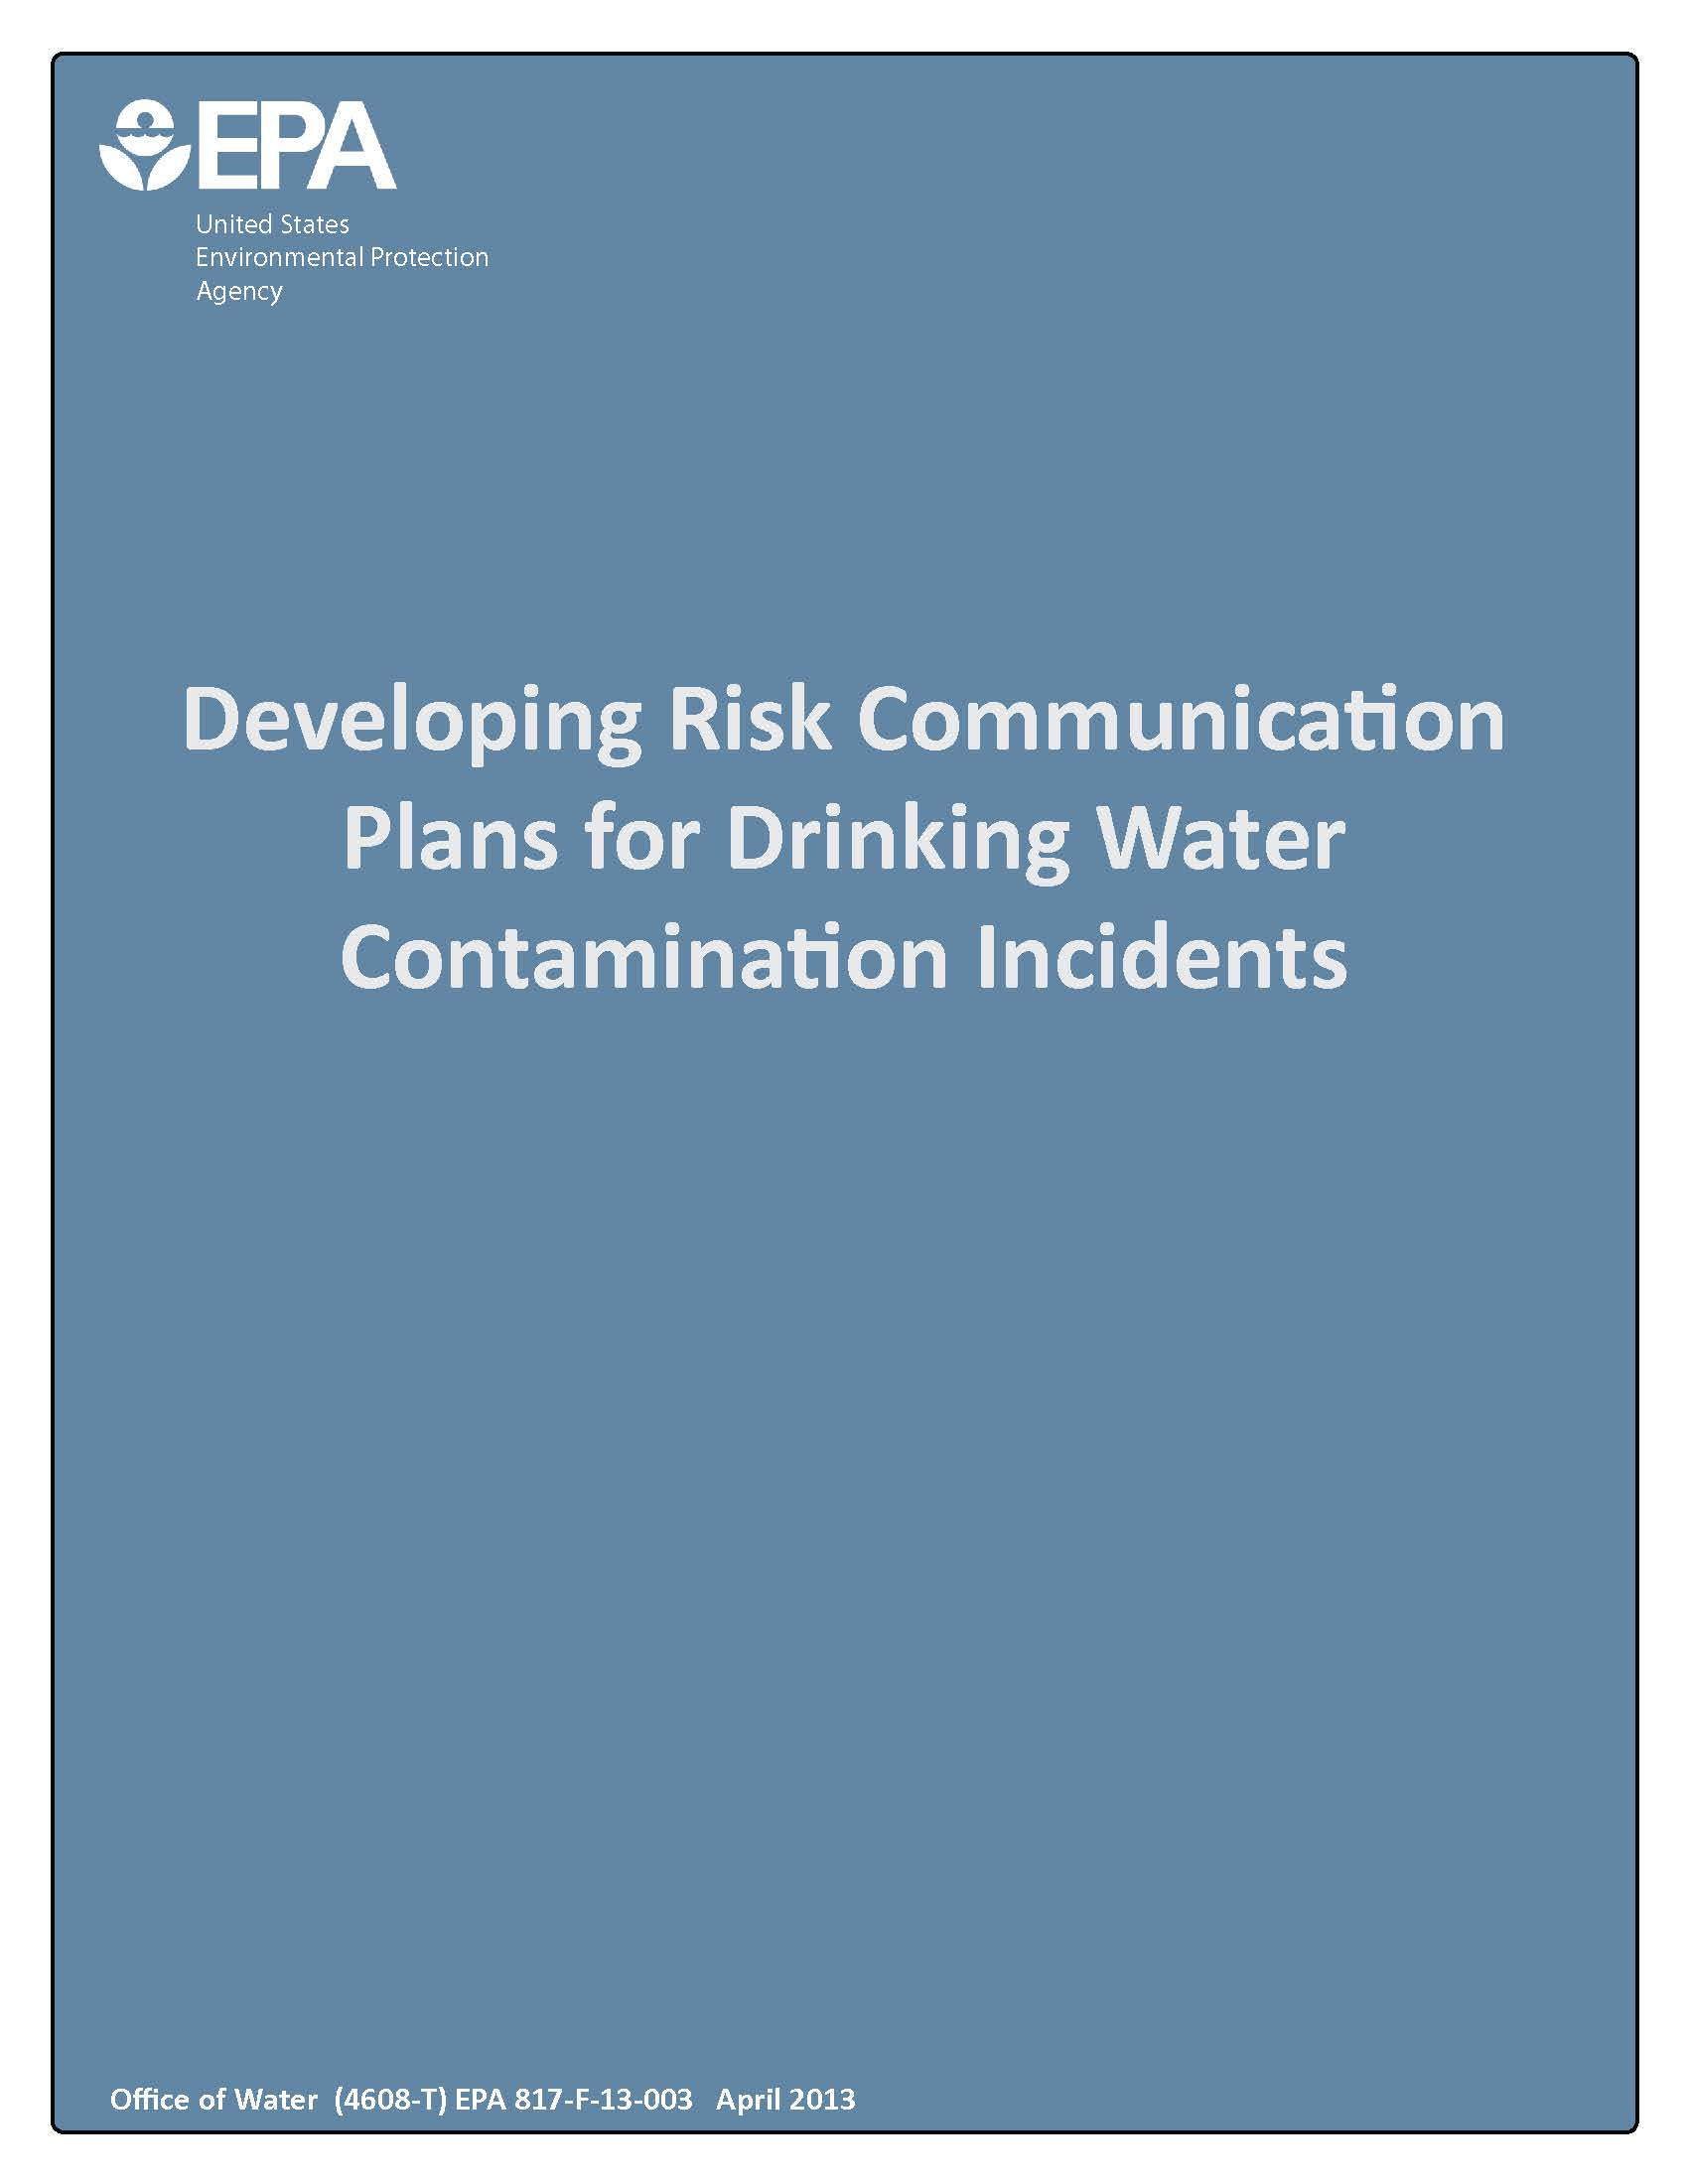 EPA
United States
Environmental Protection
Agency
Developing Risk Communication
Plans for Drinking Water
Contamination Incidents
Office of Water (4608-T) EPA 817-F-13-003 April 2013